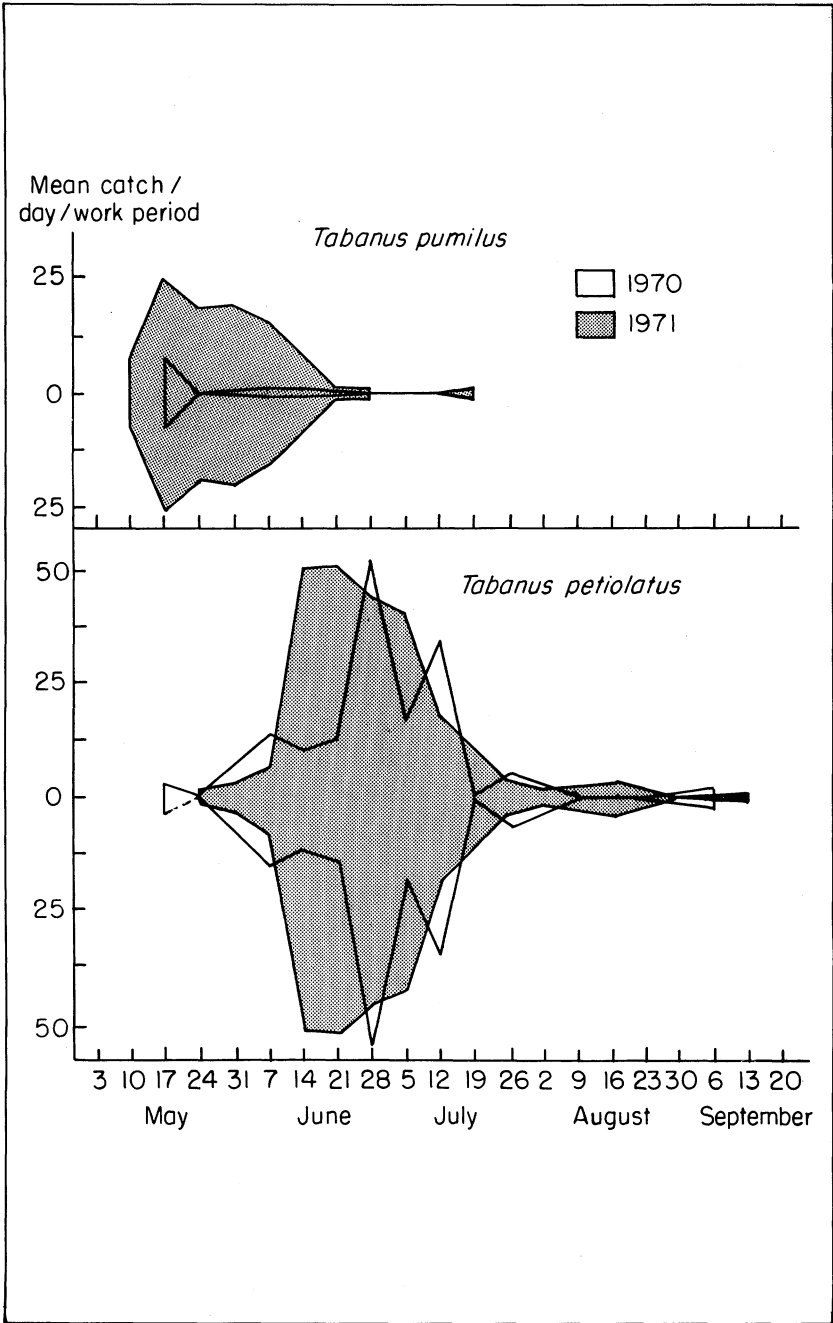 Mean catch /
day / work period
Tabanus pumilus
1970
1971
25
0
25
Tabanus petiolatus
50
25
0
25
50
3 10 17 24 31 7 14 21 28 5 12 19 26 2 9 16 23 30 6 13 20
May June July August September